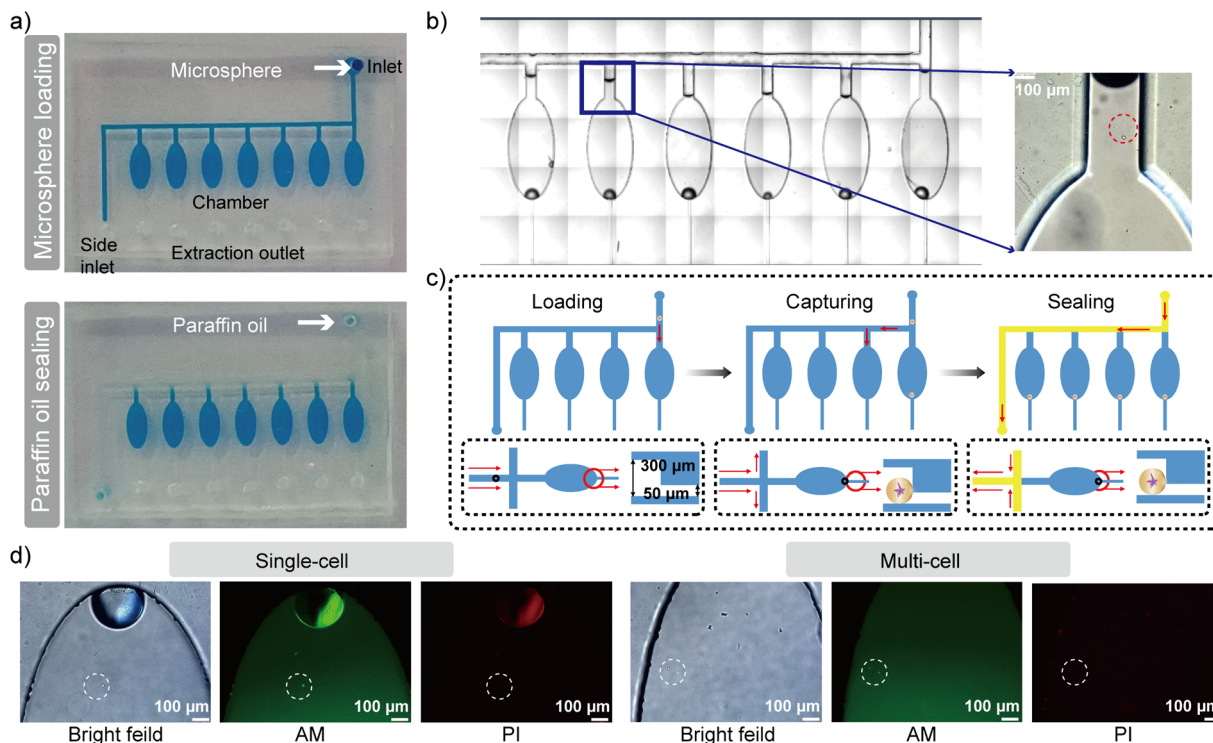 a)
Microsphere loading
Microsphere
Inlet
Chamber
Side
inlet
Extraction outlet
Paraffin oil sealing
Paraffin oil
b)
100 μm
c)
Loading
Capturing
Sealing
300 μm
50 μm
d)
Single-cell
Multi-cell
100 μm
100 μm
100 μm
100 μm
100 μm
100 μm
Bright feild
AM
PI
Bright feild
AM
PI